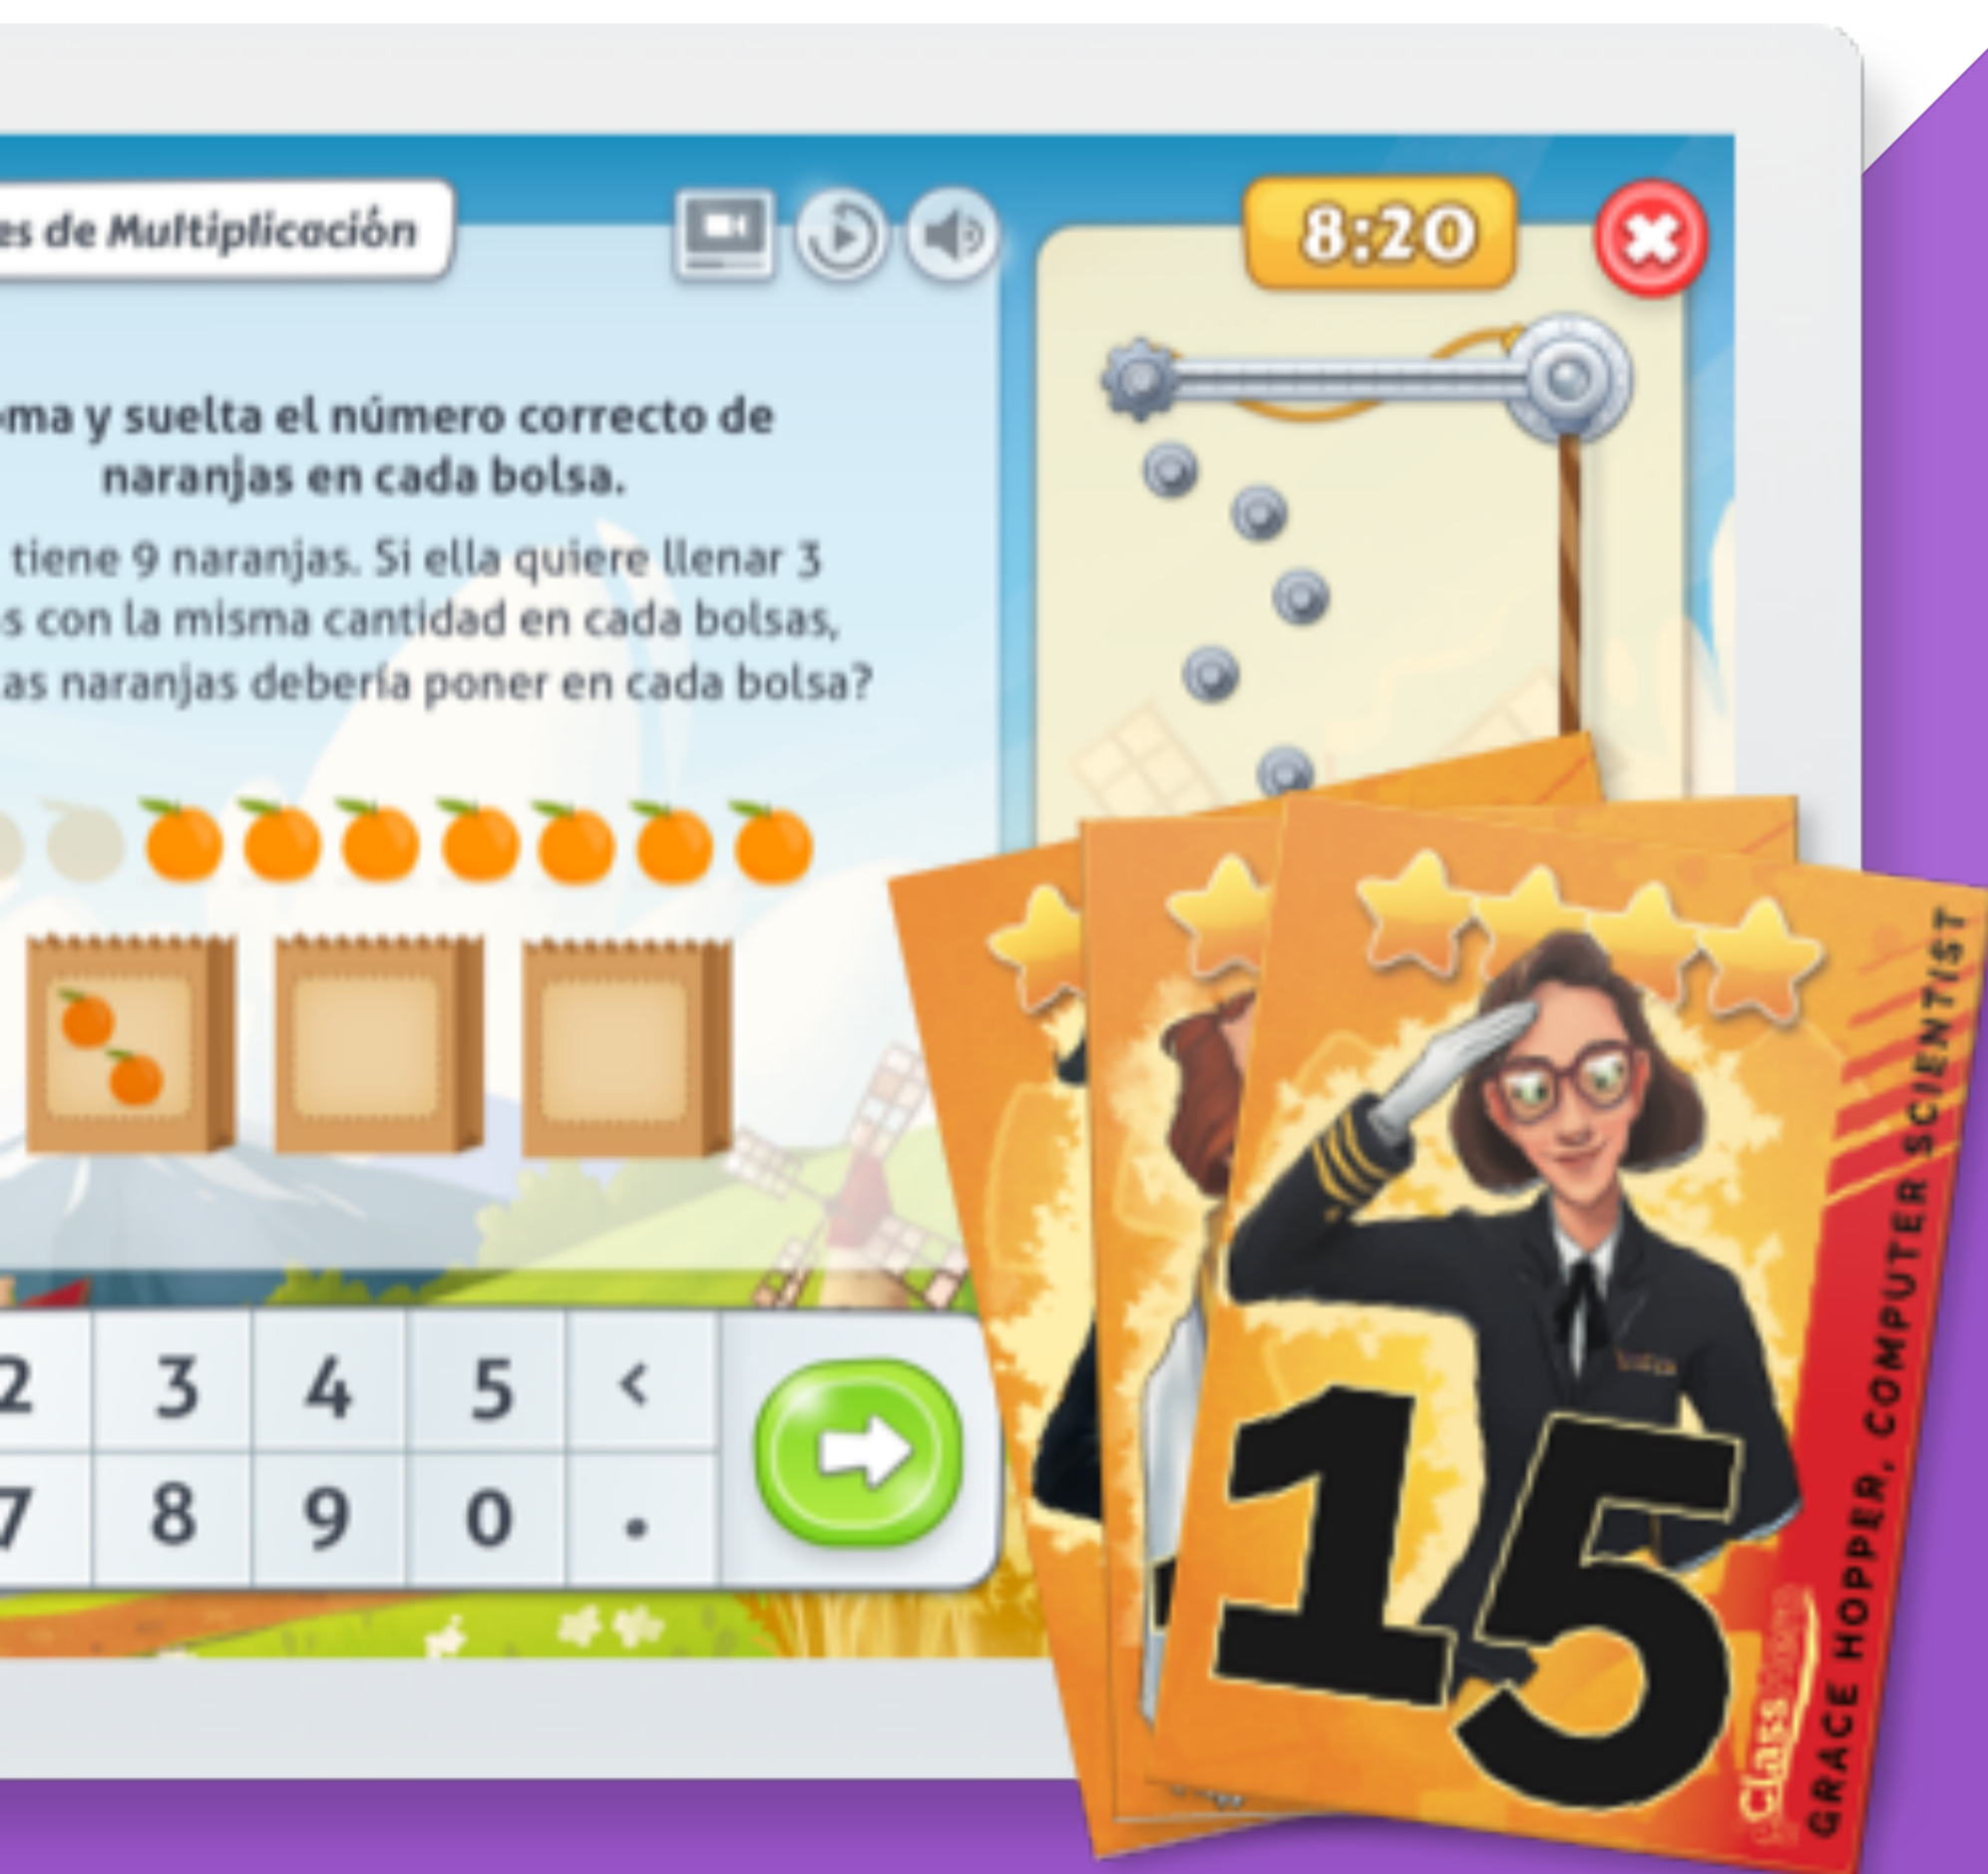 es de Multiplicación
8:20
oma y suelta el número correcto de
naranjas en cada bolsa.
tiene 9 naranjas. Si ella quiere llenar 3
s con la misma cantidad en cada bolsas,
as naranjas debería poner en cada bolsa?
2 3 4 5 <
7 8 9 0 .
15
GRACE HOPPER, COMPUTER SCIENTIST
Class